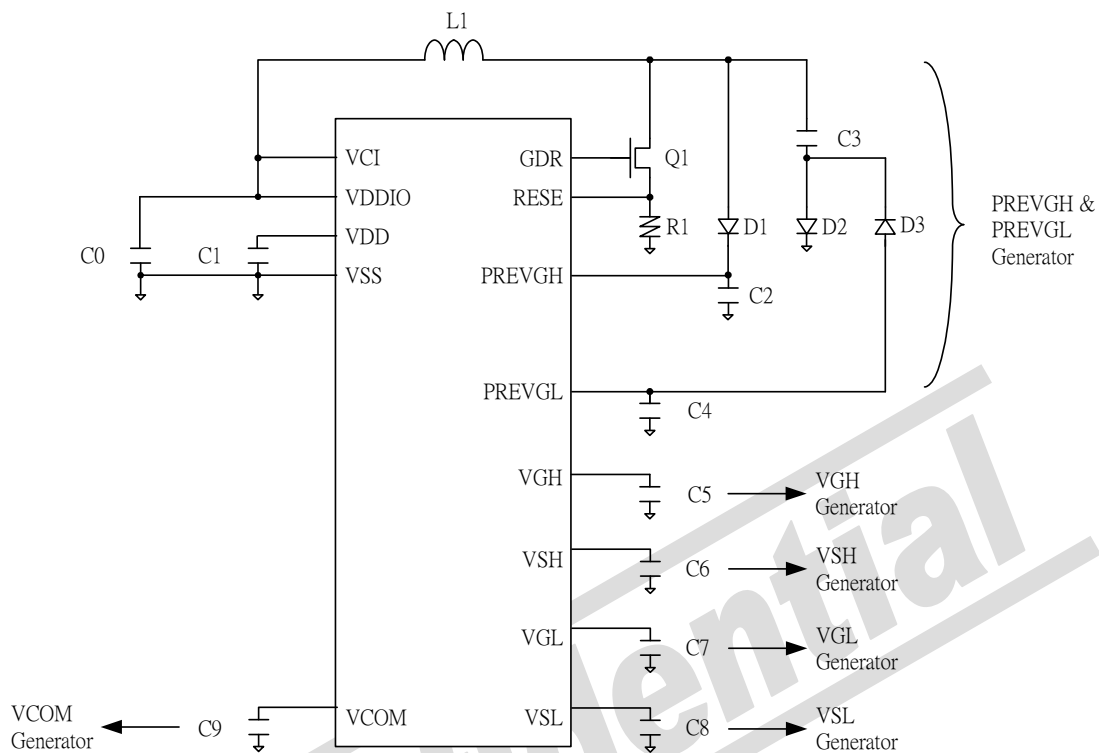 L1
VCI
VDDIO
VDD
VSS
C0
C1
GDR
RESE
PREVGH
PREVGL
VGH
VSH
VGL
VSL
VCOM
Q1
R1
D1
C2
C3
D2
D3
C4
PREVGH &
PREVGL
Generator
C5
VGH
Generator
C6
VSH
Generator
C7
VGL
Generator
C8
VSL
Generator
VCOM
Generator
C9